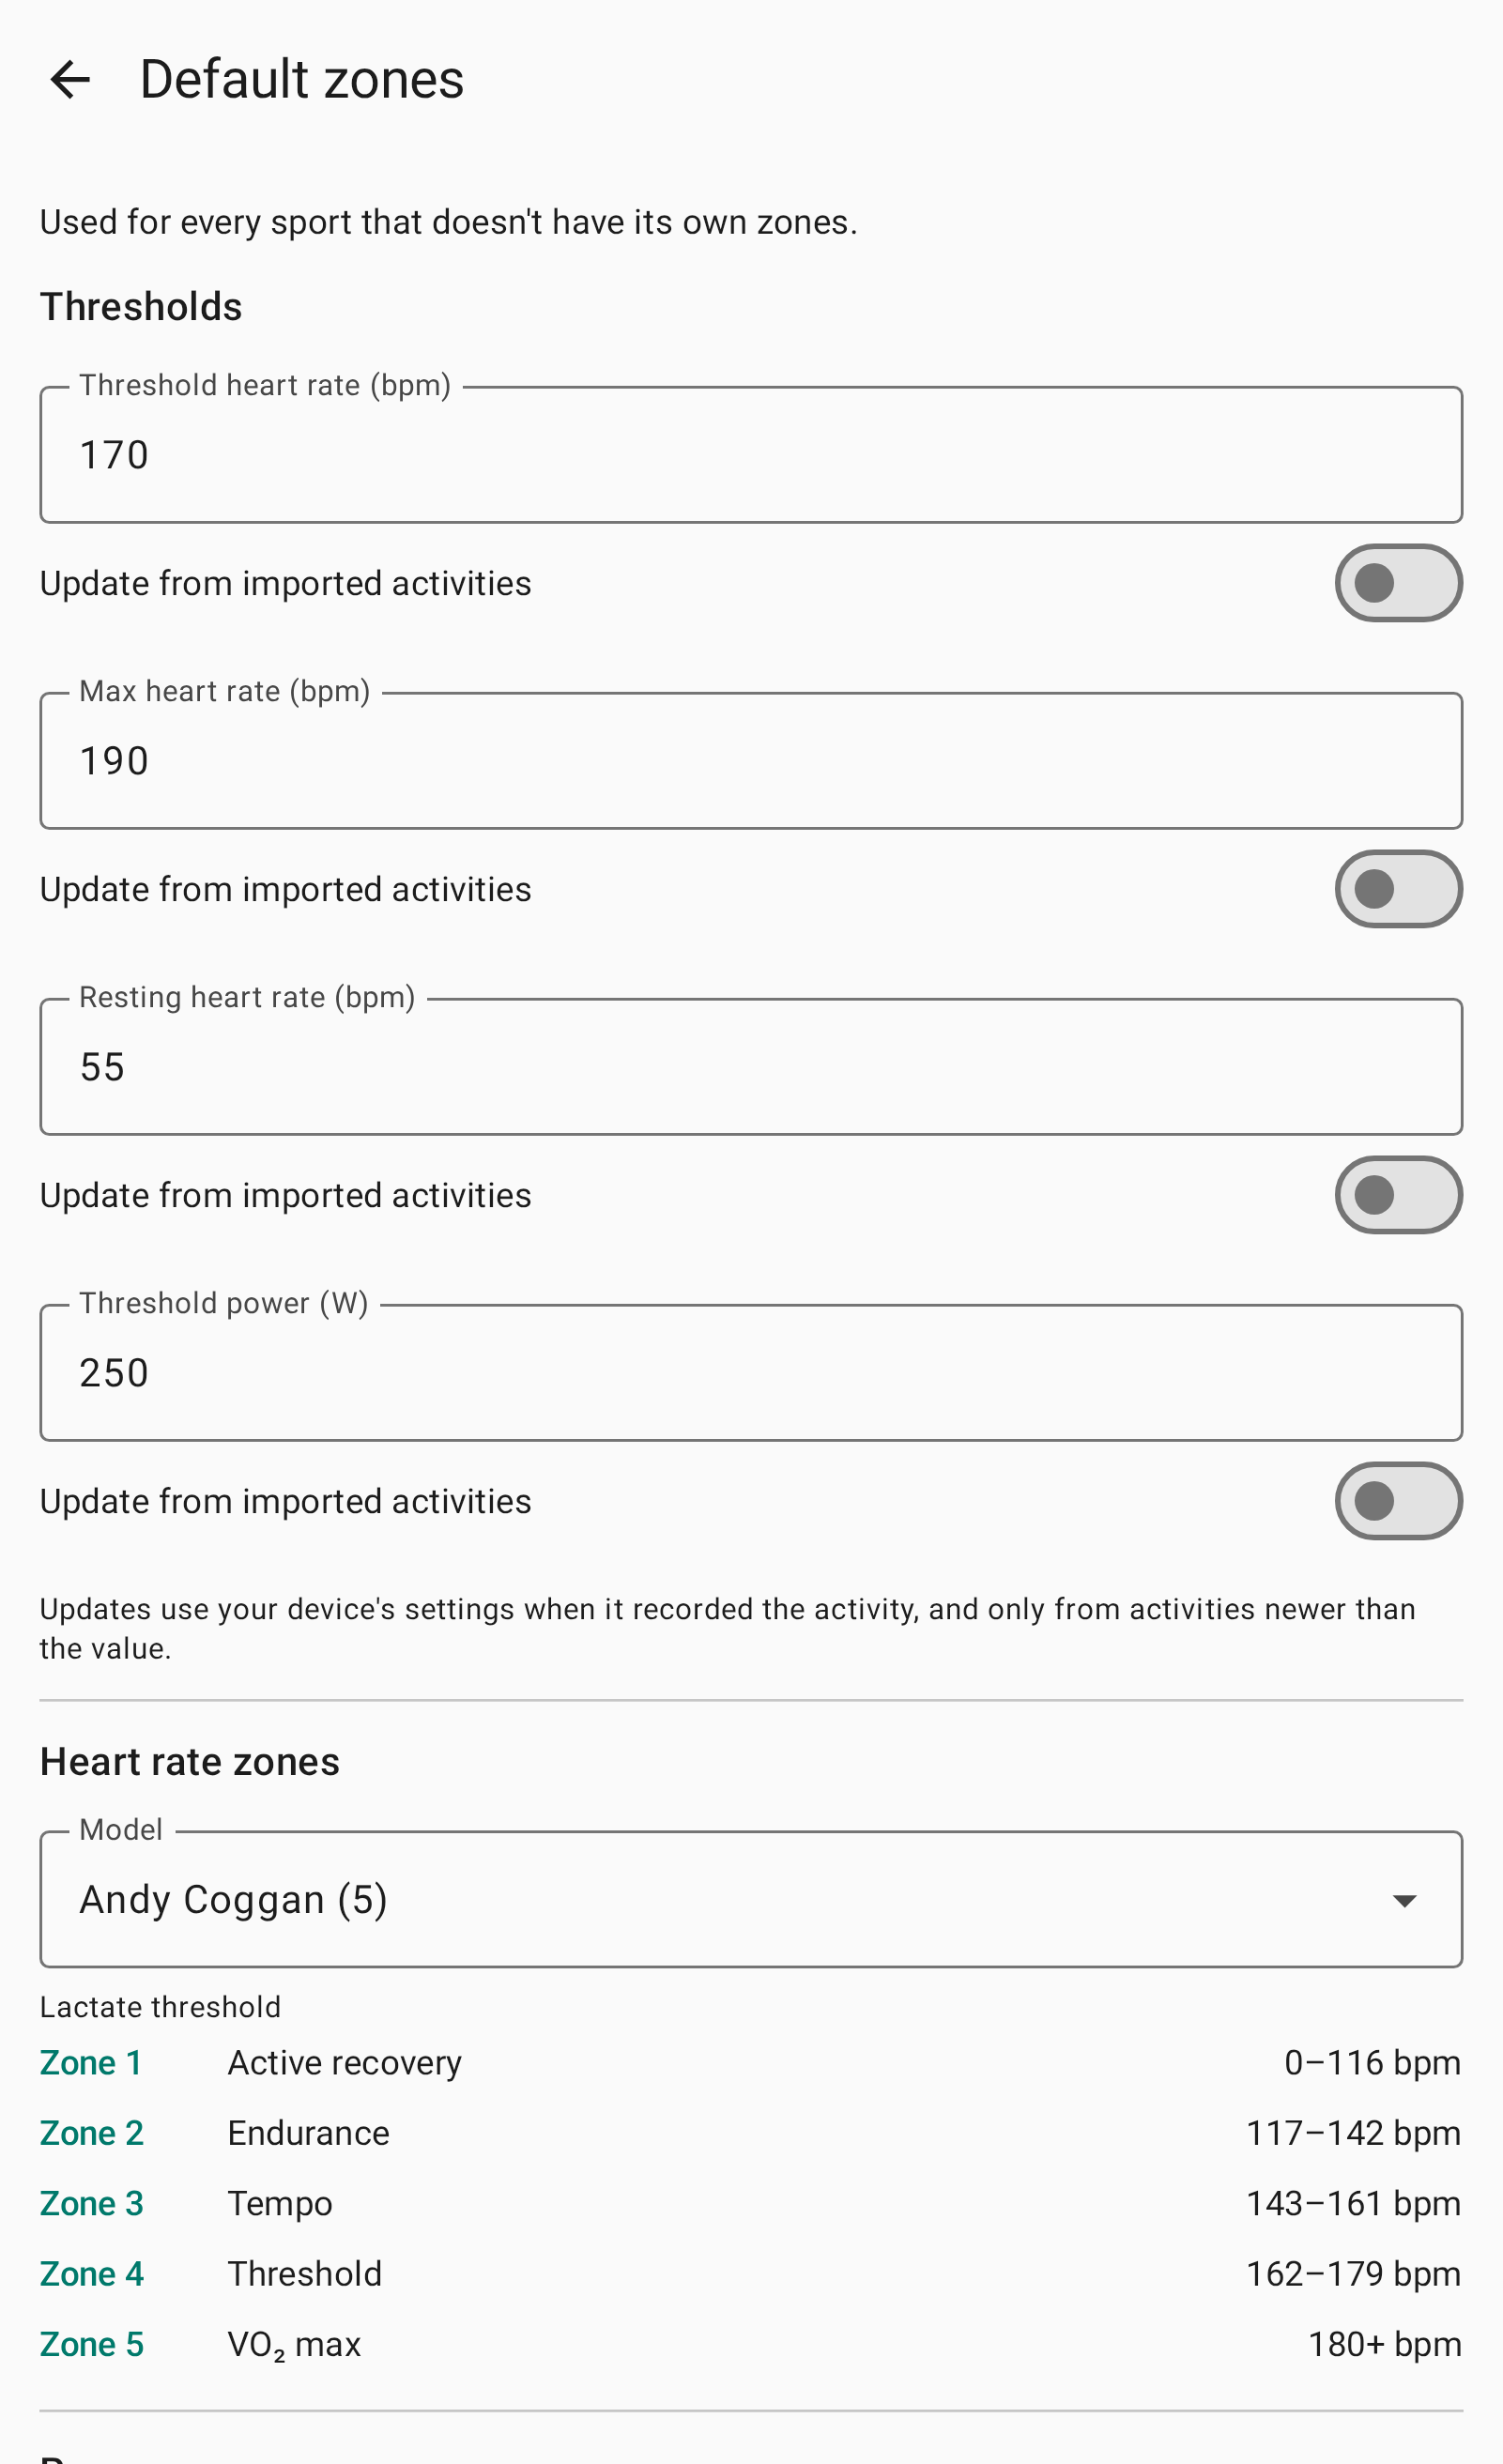 Default zones
Used for every sport that doesn't have its own zones.
Thresholds
Threshold heart rate (bpm)
170
Update from imported activities
Max heart rate (bpm)
190
Update from imported activities
Resting heart rate (bpm)
55
Update from imported activities
Threshold power (W)
250
Update from imported activities
Updates use your device's settings when it recorded the activity, and only from activities newer than
the value.
Heart rate zones
Model
Andy Coggan (5)
Lactate threshold
Zone 1 Active recovery 0–116 bpm
Zone 2 Endurance 117–142 bpm
Zone 3 Tempo 143–161 bpm
Zone 4 Threshold 162–179 bpm
Zone 5 VO₂ max 180+ bpm